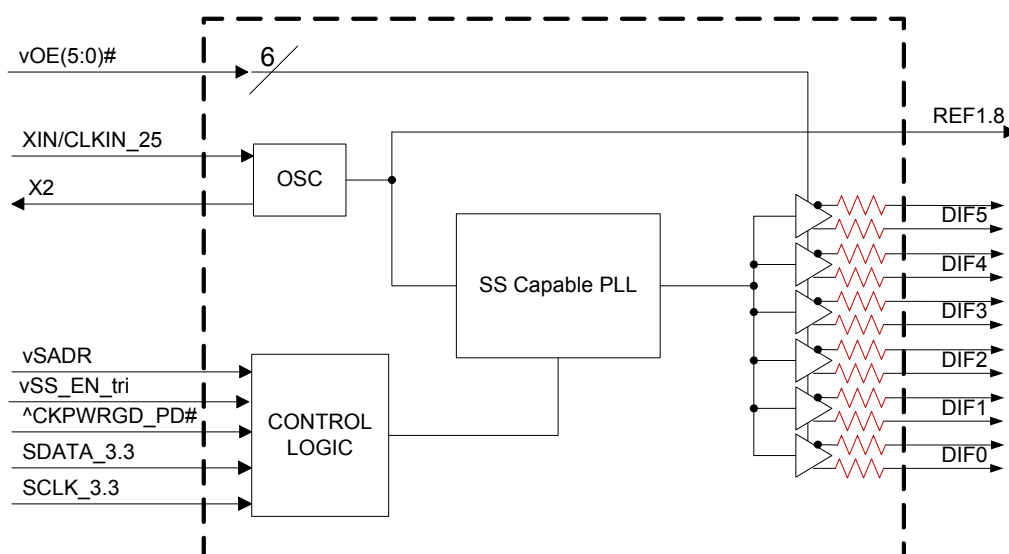 vOE(5:0)#
6
REF1.8
XIN/CLKIN_25
OSC
X2
DIF5
DIF4
SS Capable PLL
DIF3
vSADR
DIF2
vSS_EN_tri
^CKPWRGD_PD#
CONTROL
LOGIC
DIF1
SDATA_3.3
DIF0
SCLK_3.3